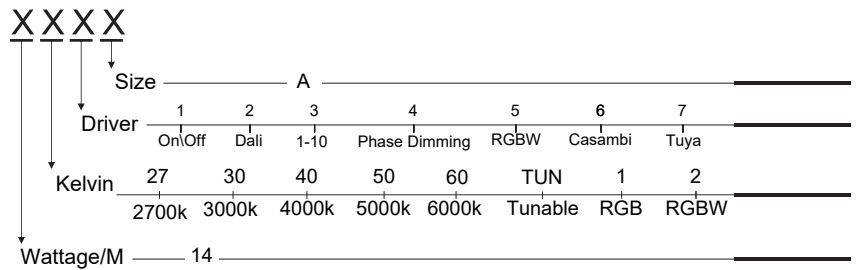 X X X X
Size A
1 2 3 4 5 6 7
Driver
On\Off Dali 1-10 Phase Dimming RGBW Casambi Tuya
27 30 40 50 60 TUN 1 2
Kelvin
2700k 3000k 4000k 5000k 6000k Tunable RGB RGBW
Wattage/M 14